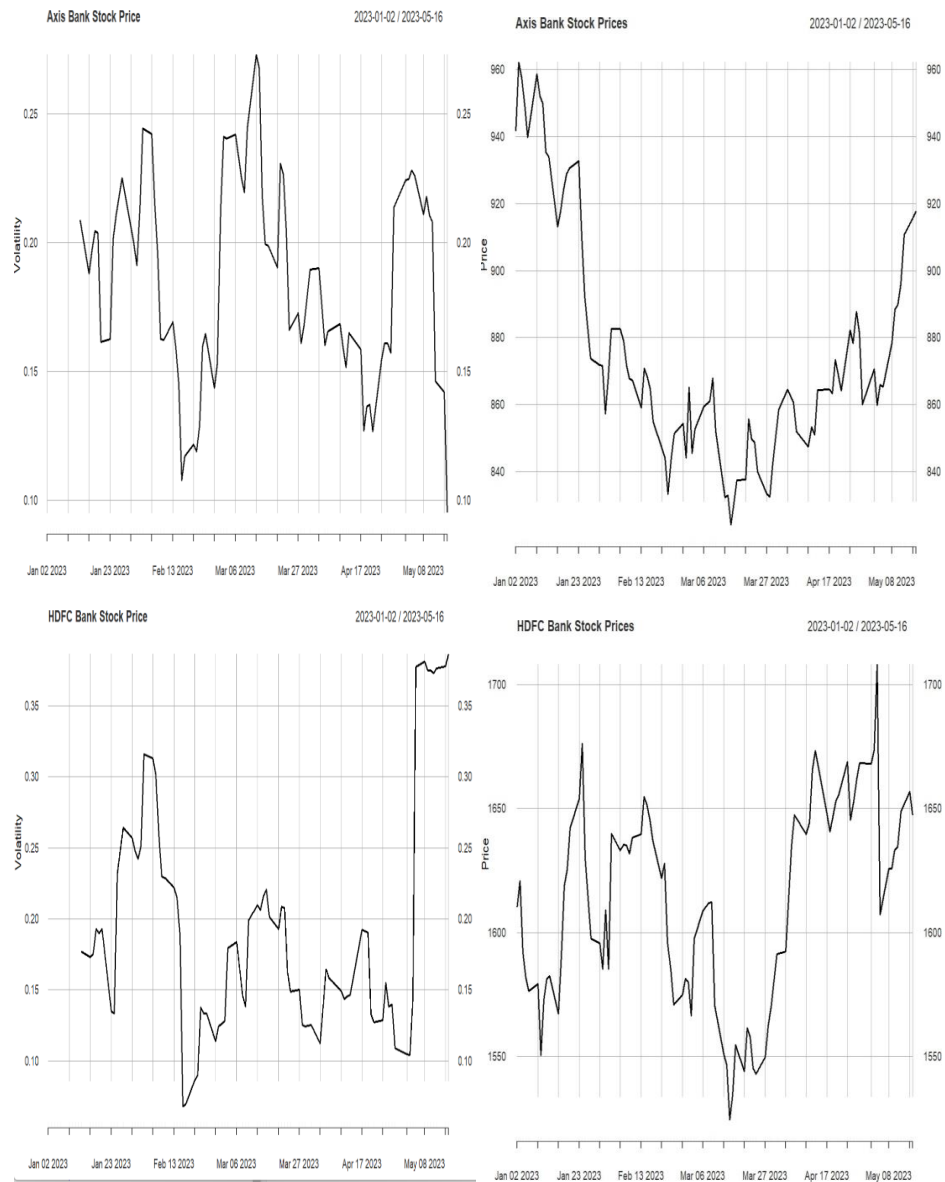 Axis Bank Stock Price 2023-01-02 / 2023-05-16
0.25 0.25
0.20 0.20
0.15 0.15
0.10 0.10
Volatility
Jan 02 2023 Jan 23 2023 Feb 13 2023 Mar 06 2023 Mar 27 2023 Apr 17 2023 May 08 2023
Axis Bank Stock Prices 2023-01-02 / 2023-05-16
960 960
940 940
920 920
900 900
880 880
860 860
840 840
Price
Jan 02 2023 Jan 23 2023 Feb 13 2023 Mar 06 2023 Mar 27 2023 Apr 17 2023 May 08 2023
HDFC Bank Stock Price 2023-01-02 / 2023-05-16
0.35 0.35
0.30 0.30
0.25 0.25
0.20 0.20
0.15 0.15
0.10 0.10
Volatility
Jan 02 2023 Jan 23 2023 Feb 13 2023 Mar 06 2023 Mar 27 2023 Apr 17 2023 May 08 2023
HDFC Bank Stock Prices 2023-01-02 / 2023-05-16
1700 1700
1650 1650
1600 1600
1550 1550
Price
Jan 02 2023 Jan 23 2023 Feb 13 2023 Mar 06 2023 Mar 27 2023 Apr 17 2023 May 08 2023